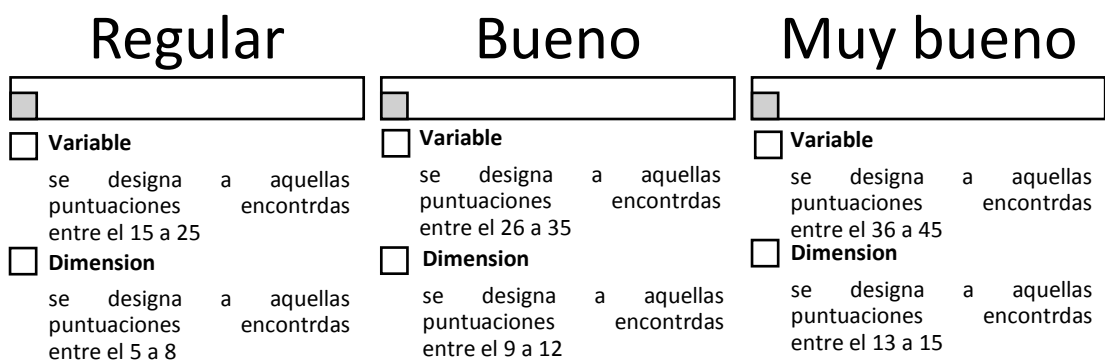 Regular
Variable
se designa a aquellas
puntuaciones encontrdas
entre el 15 a 25
Dimension
se designa a aquellas
puntuaciones encontrdas
entre el 5 a 8
Bueno
Variable
se designa a aquellas
puntuaciones encontrdas
entre el 26 a 35
Dimension
se designa a aquellas
puntuaciones encontrdas
entre el 9 a 12
Muy bueno
Variable
se designa a aquellas
puntuaciones encontrdas
entre el 36 a 45
Dimension
se designa a aquellas
puntuaciones encontrdas
entre el 13 a 15